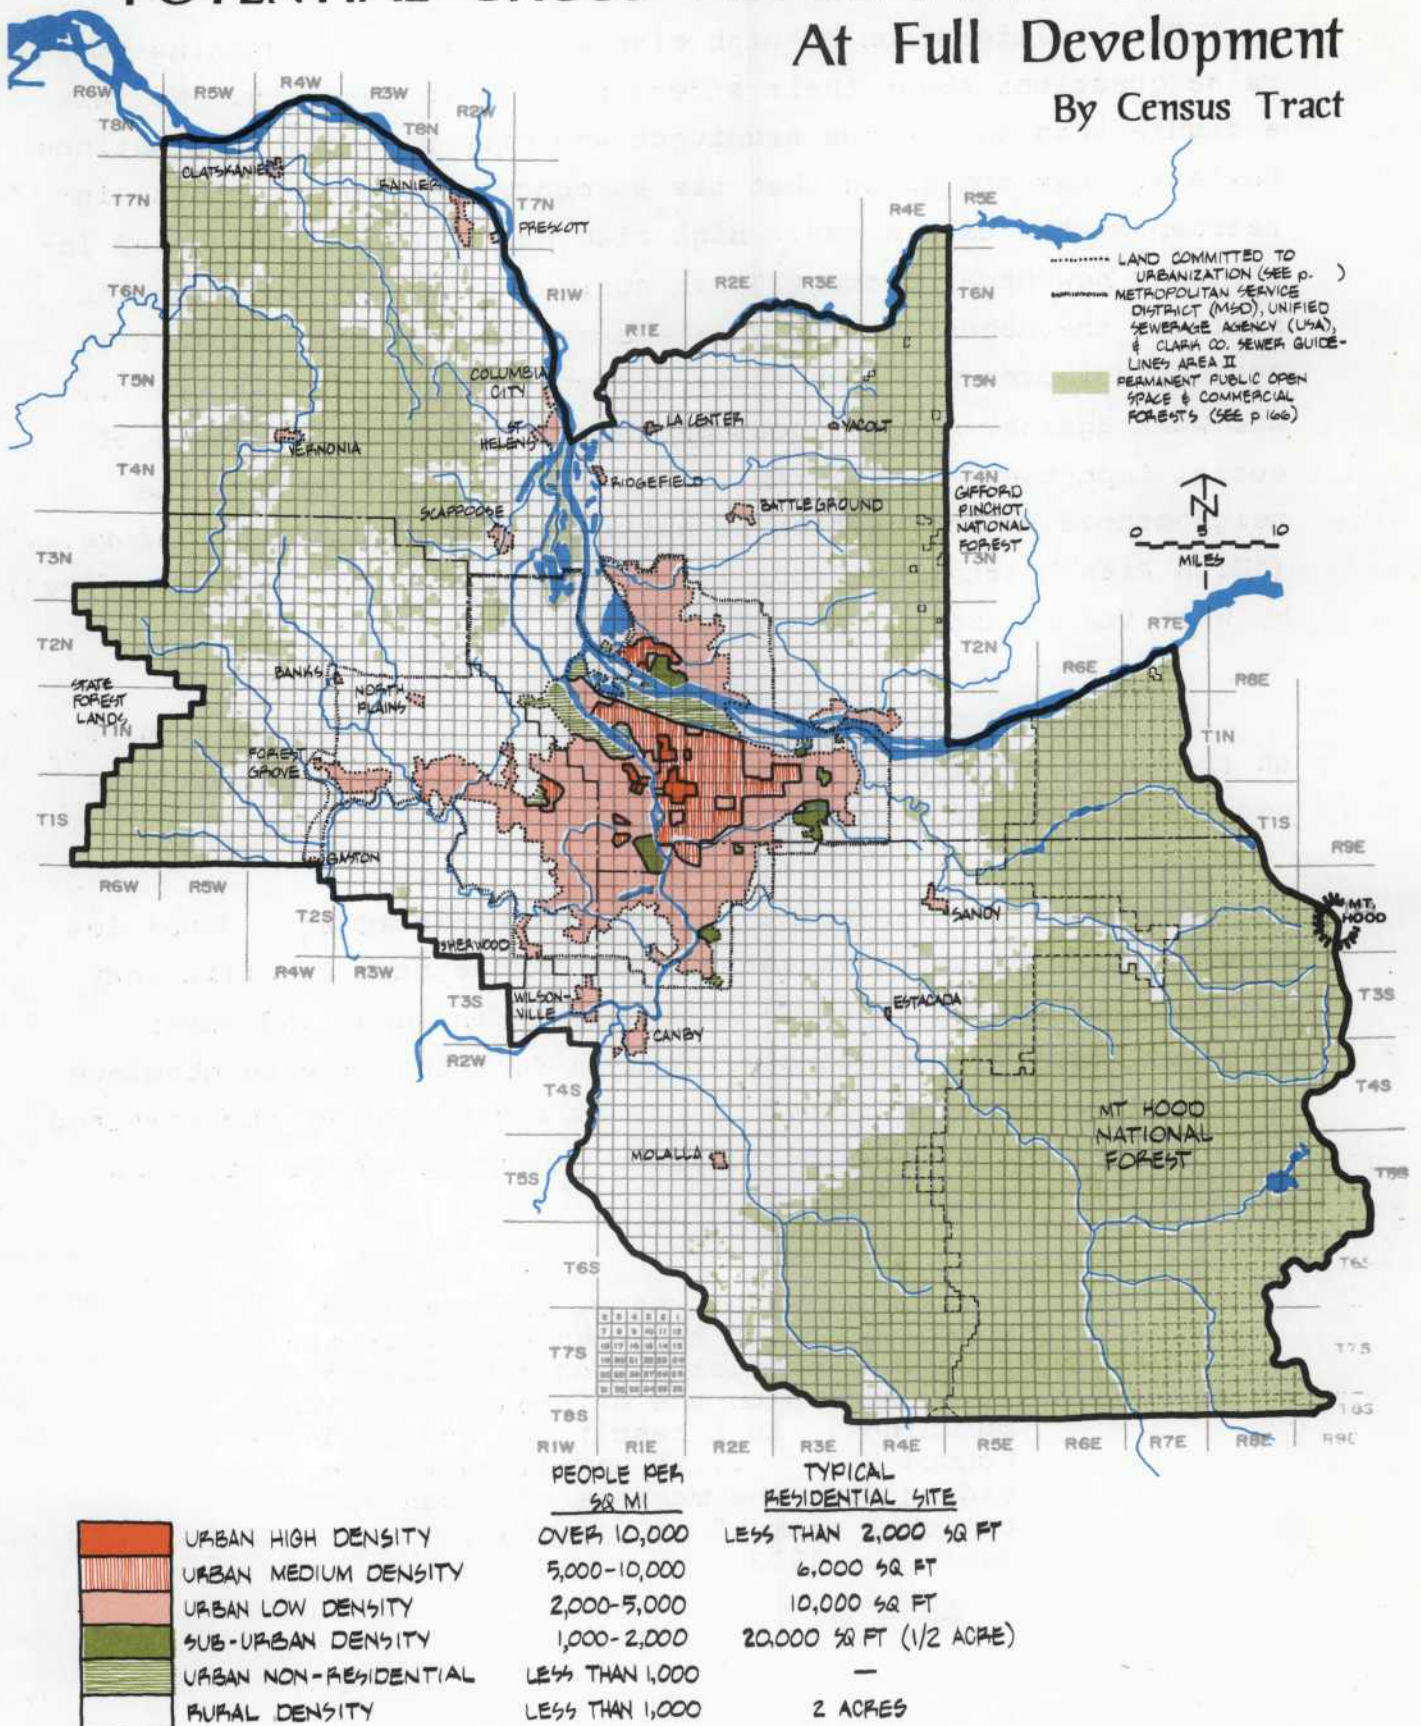 At Full Development
By Census Tract
R6W
R5W
R4W
R3W
R2W
T8N
T8N
CLATSKANIE
RAINIER
T7N
T7N
PRESCOTT
R4E
R5E
LAND COMMITTED TO
URBANIZATION (SEE p. )
METROPOLITAN SERVICE
DISTRICT (MSD), UNIFIED
SEWERAGE AGENCY (USA),
& CLARK CO. SEWER GUIDE-
LINES AREA II
PERMANENT PUBLIC OPEN
SPACE & COMMERCIAL
FORESTS (SEE p 166)
T6N
R1W
R1E
R2E
R3E
T6N
T5N
COLUMBIA
CITY
T5N
ST
HELENS
LA CENTER
YACOLT
VERNONIA
T4N
RIDGEFIELD
T4N
SCAPPOOSE
BATTLEGROUND
GIFFORD
PINCHOT
NATIONAL
FOREST
N
0 5 10
MILES
T3N
T3N
T2N
T2N
R6E
R7E
R8E
BANKS
NORTH
PLAINS
STATE
FOREST
LANDS
T1N
T1N
FOREST
GROVE
T1S
T1S
GASTON
R9E
R6W
R5W
T2S
SANDY
MT.
HOOD
SHERWOOD
R4W
R3W
T3S
WILSON-
VILLE
ESTACADA
T3S
CANBY
R2W
T4S
T4S
MT HOOD
NATIONAL
FOREST
MOLALLA
T5S
T5S
T6S
T6S
T7S
T7S
T8S
T8S
R1W
R1E
R2E
R3E
R4E
R5E
R6E
R7E
R8E
R9E
PEOPLE PER
SQ MI
TYPICAL
RESIDENTIAL SITE
URBAN HIGH DENSITY OVER 10,000 LESS THAN 2,000 SQ FT
URBAN MEDIUM DENSITY 5,000-10,000 6,000 SQ FT
URBAN LOW DENSITY 2,000-5,000 10,000 SQ FT
SUB-URBAN DENSITY 1,000-2,000 20,000 SQ FT (1/2 ACRE)
URBAN NON-RESIDENTIAL LESS THAN 1,000 —
RURAL DENSITY LESS THAN 1,000 2 ACRES